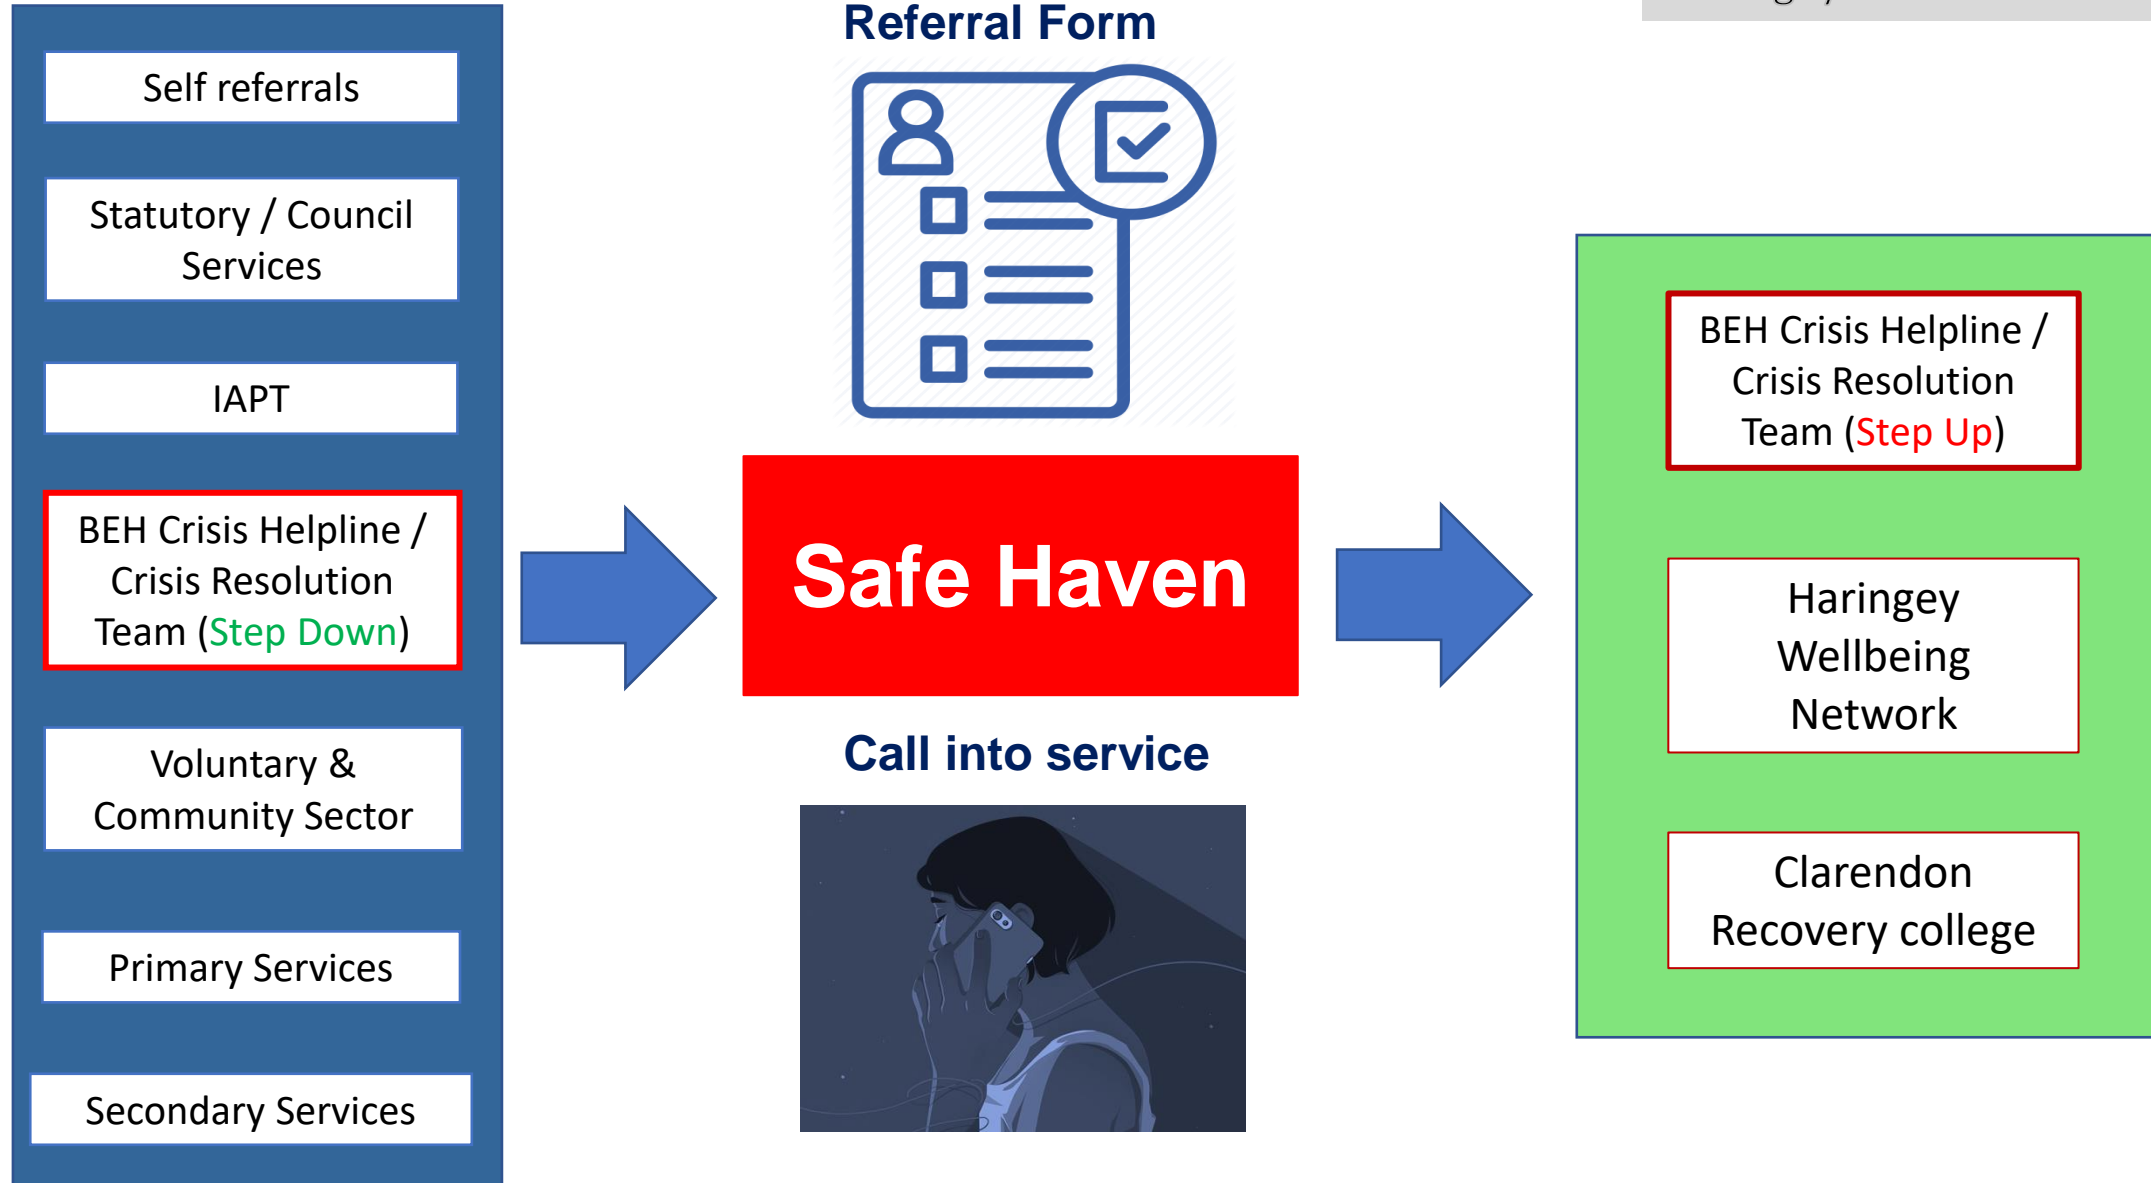 Self referrals
Statutory / Council
Services
IAPT
BEH Crisis Helpline /
Crisis Resolution
Team (Step Down)
Voluntary &
Community Sector
Primary Services
Secondary Services
Referral Form
Safe Haven
Call into service
BEH Crisis Helpline /
Crisis Resolution
Team (Step Up)
Haringey
Wellbeing
Network
Clarendon
Recovery college